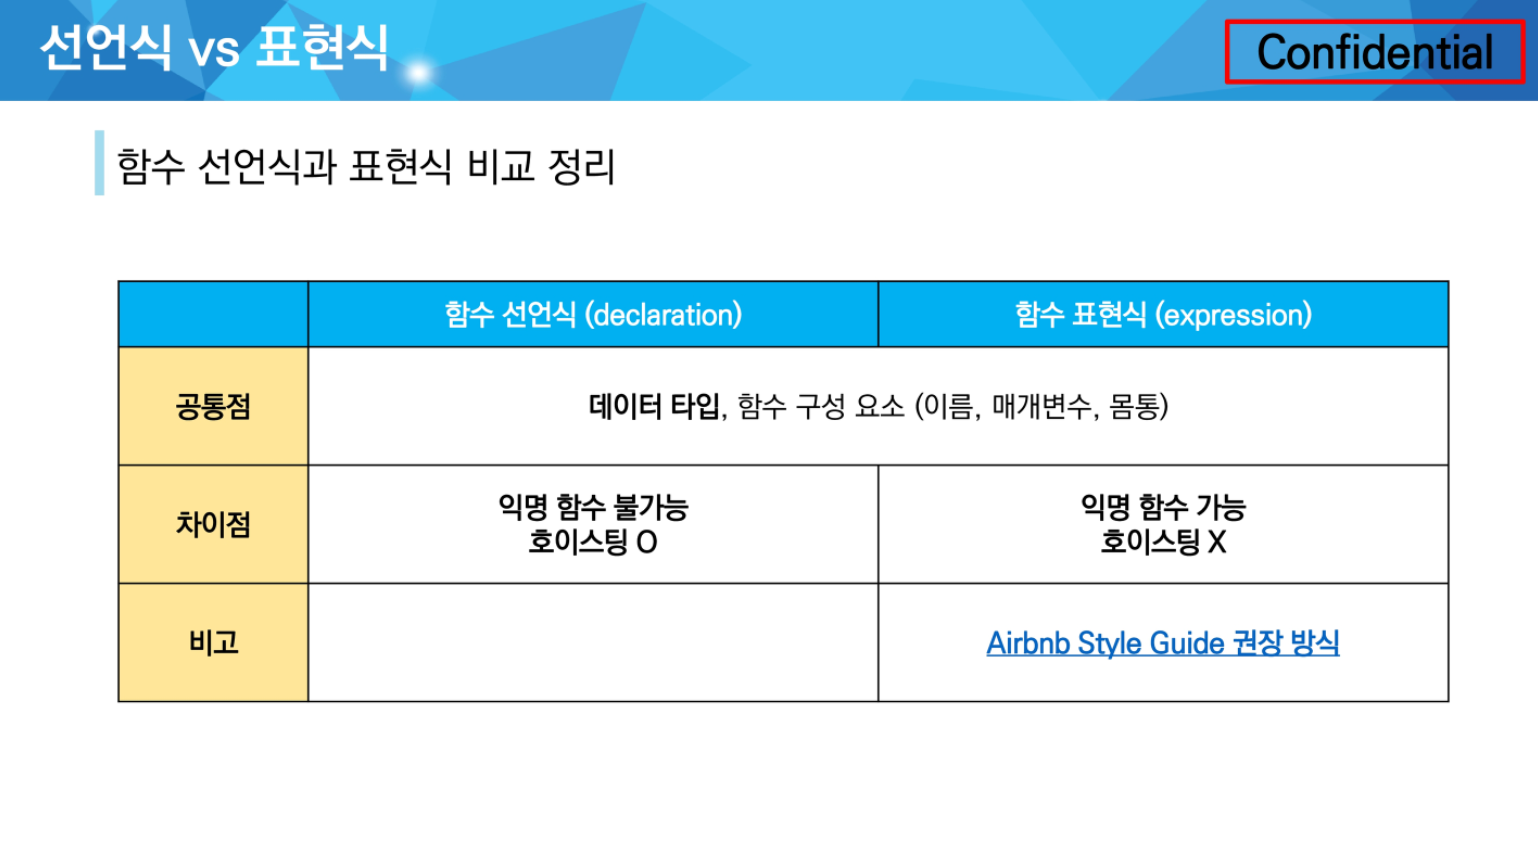 선언식 vs 표현식
Confidential
함수 선언식과 표현식 비교 정리
함수 선언식 (declaration)
함수 표현식 (expression)
공통점
데이터 타입, 함수 구성 요소 (이름, 매개변수, 몸통)
차이점
익명 함수 불가능
호이스팅 O
익명 함수 가능
호이스팅 X
비고
Airbnb Style Guide 권장 방식